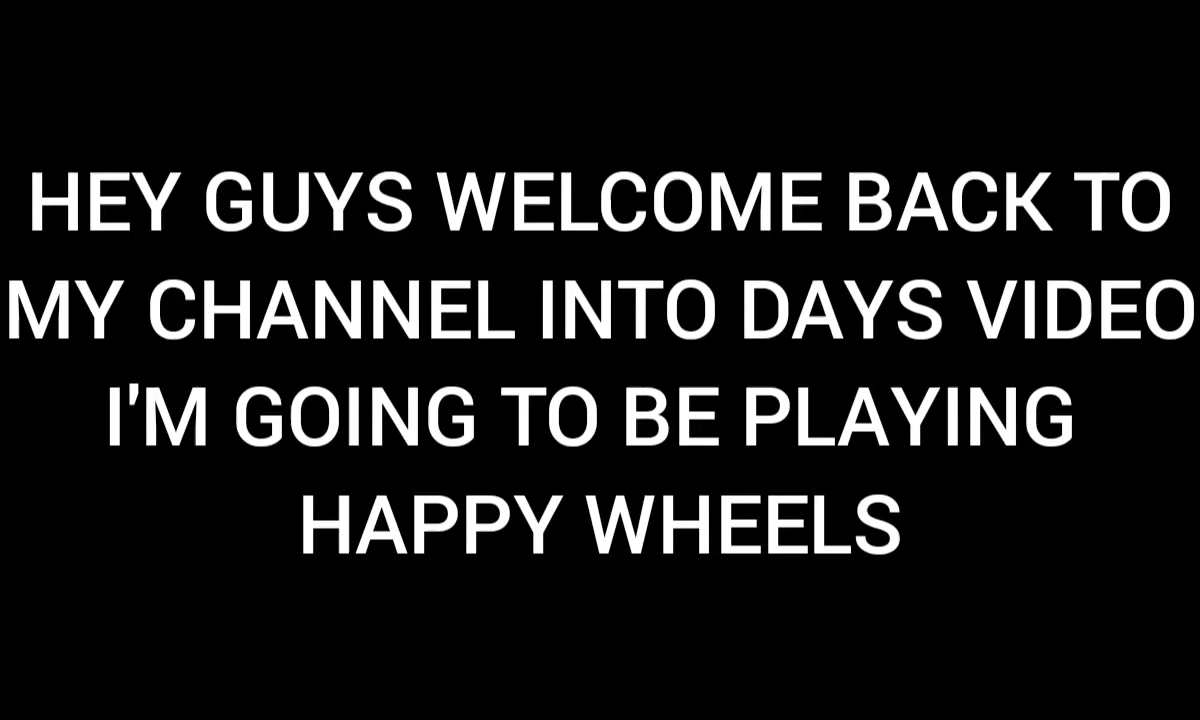 HEY GUYS WELCOME BACK TO
MY CHANNEL INTO DAYS VIDEO
I'M GOING TO BE PLAYING
HAPPY WHEELS